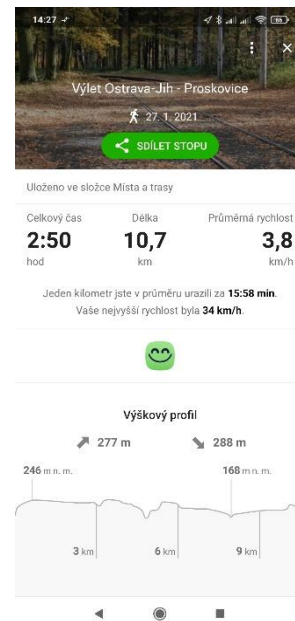 14:27
Výlet Ostrava-Jih - Proskovice
27. 1. 2021
SDÍLET STOPU
Uloženo ve složce Místa a trasy
Celkový čas Délka Průměrná rychlost
2:50 10,7 3,8
hod km km/h
Jeden kilometr jste v průměru urazili za 15:58 min.
Vaše nejvyšší rychlost byla 34 km/h.
Výškový profil
277 m 288 m
246 m n. m. 168 m n. m.
3 km 6 km 9 km